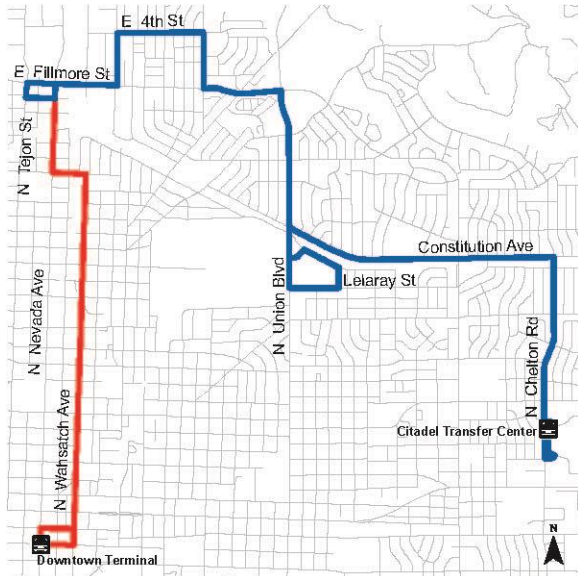 E 4th St
E Fillmore St
N Tejon St
Constitution Ave
N Union Blvd
Leiaray St
N Nevada Ave
N Chelton Rd
N Wahsatch Ave
Citadel Transfer Center
N
Downtown Terminal